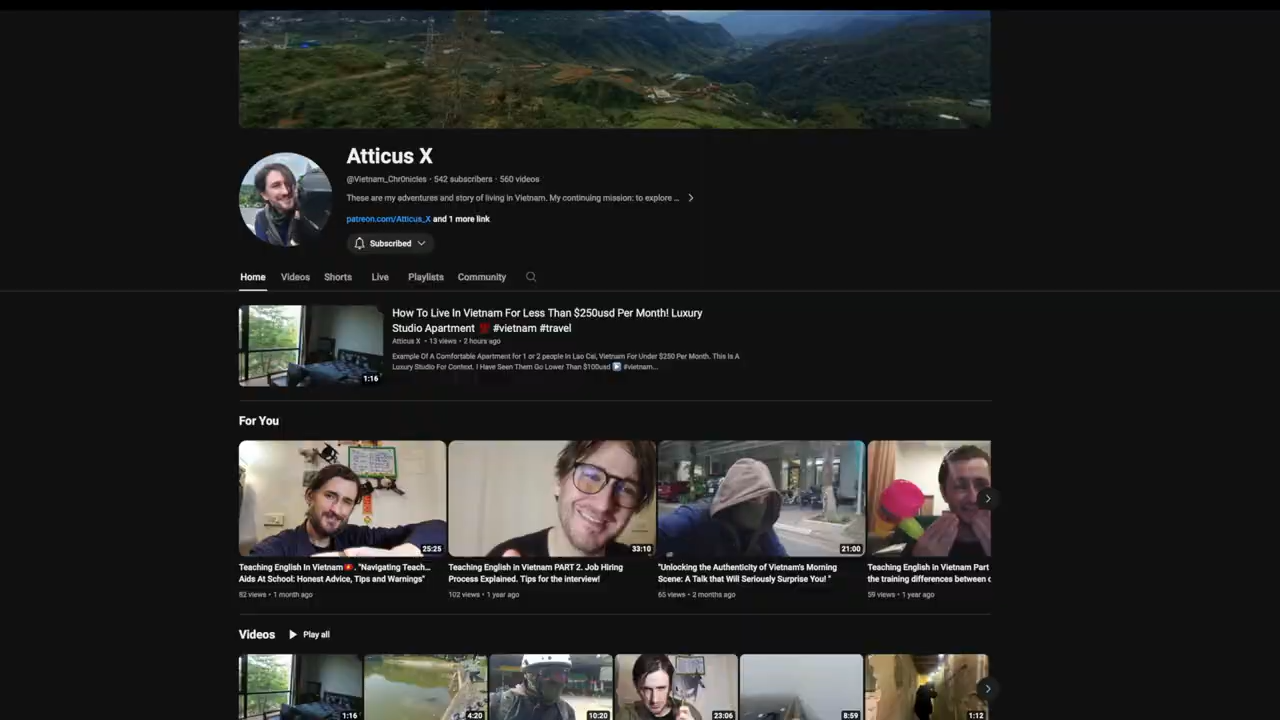 Atticus X
@Vietnam_Chr0nicles · 542 subscribers · 560 videos
These are my adventures and story of living in Vietnam. My continuing mission: to explore ...
patreon.com/Atticus_X and 1 more link
Subscribed
Home Videos Shorts Live Playlists Community
How To Live In Vietnam For Less Than $250usd Per Month! Luxury
Studio Apartment 💯 #vietnam #travel
Atticus X · 13 views · 2 hours ago
Example Of A Comfortable Apartment for 1 or 2 people In Lao Cai, Vietnam For Under $250 Per Month. This Is A
Luxury Studio For Context. I Have Seen Them Go Lower Than $100usd ▶️ #vietnam...
1:16
For You
25:25
33:10
21:00
Teaching English In Vietnam🇻🇳. "Navigating Teach...
Aids At School: Honest Advice, Tips and Warnings"
82 views · 1 month ago
Teaching English in Vietnam PART 2. Job Hiring
Process Explained. Tips for the interview!
102 views · 1 year ago
"Unlocking the Authenticity of Vietnam's Morning
Scene: A Talk that Will Seriously Surprise You! "
65 views · 2 months ago
Teaching English in Vietnam Part
the training differences between
59 views · 1 year ago
Videos Play all
1:16
4:20
10:20
23:06
8:59
1:12